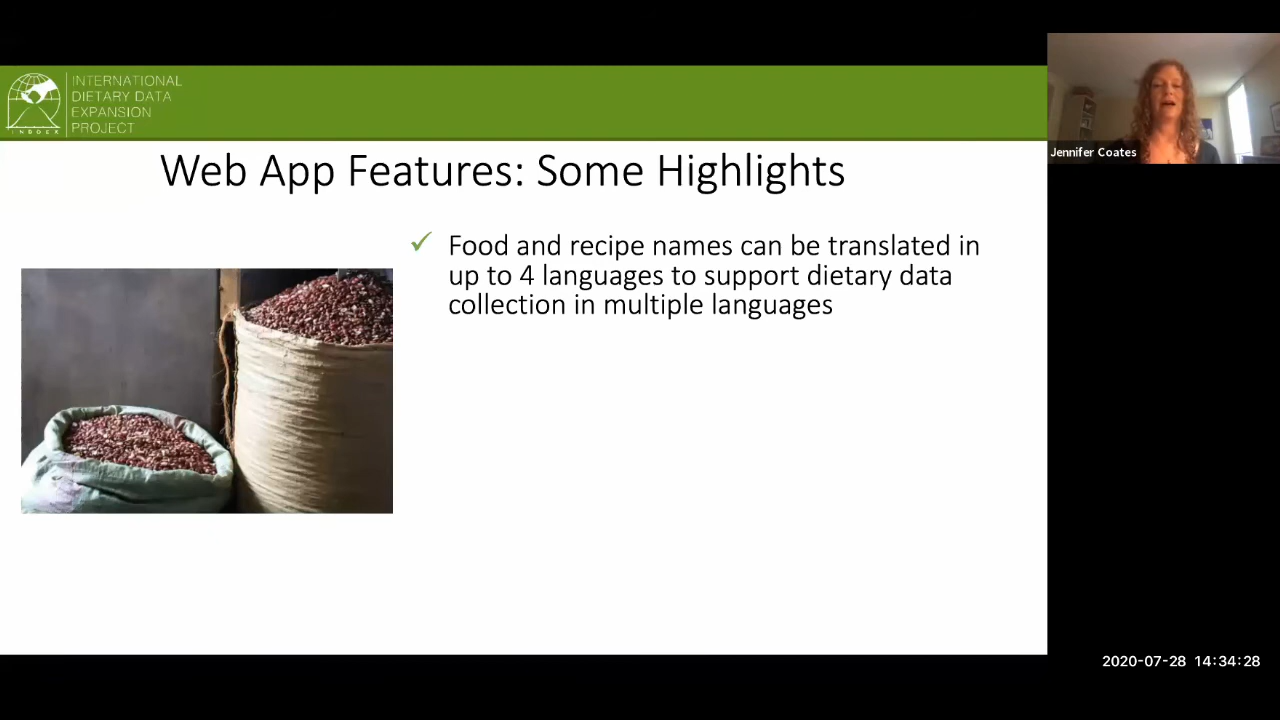 INTERNATIONAL
DIETARY DATA
EXPANSION
PROJECT
INDDEX
Web App Features: Some Highlights
✓ Food and recipe names can be translated in
up to 4 languages to support dietary data
collection in multiple languages
Jennifer Coates
2020-07-28 14:34:28